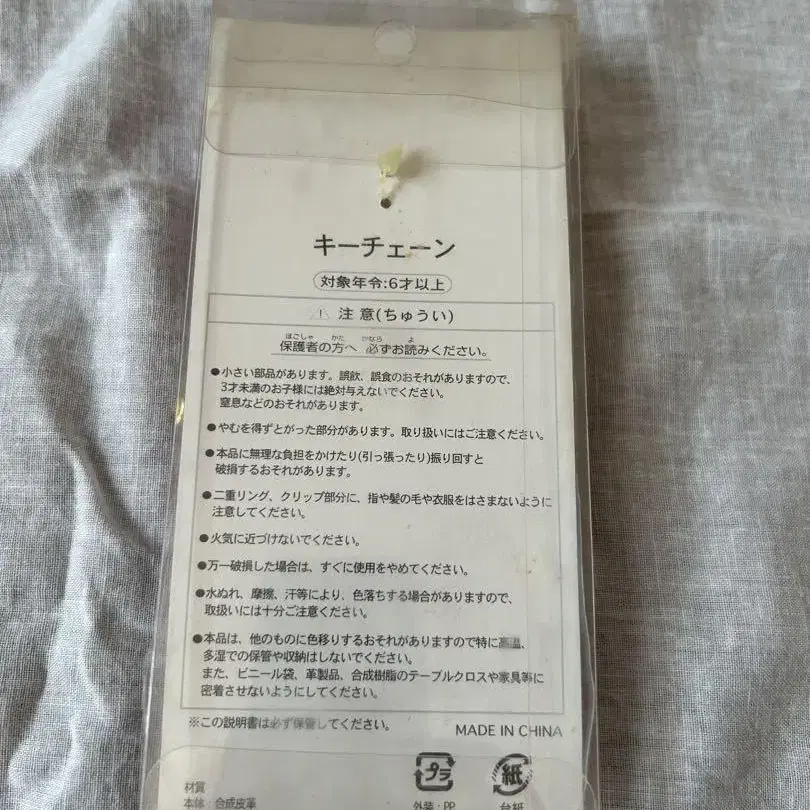 キーチェーン
対象年令:6才以上
⚠ 注意(ちゅうい)
ほごしゃ かた かなら よ
保護者の方へ 必ずお読みください。
●小さい部品があります。誤飲、誤食のおそれがありますので、
3才未満のお子様には絶対与えないでください。
窒息などのおそれがあります。
●やむを得ずとがった部分があります。取り扱いにはご注意ください。
●本品に無理な負担をかけたり(引っ張ったり)振り回すと
破損するおそれがあります。
●二重リング、クリップ部分に、指や髪の毛や衣服をはさまないように
注意してください。
●火気に近づけないでください。
●万一破損した場合は、すぐに使用をやめてください。
●水ぬれ、摩擦、汗等により、色落ちする場合がありますので、
取扱いには十分ご注意ください。
●本品は、他のものに色移りするおそれがありますので特に高温、
多湿での保管や収納はしないでください。
また、ビニール袋、革製品、合成樹脂のテーブルクロスや家具等に
密着させないようにしてください。
※この説明書は必ず保管してください。
MADE IN CHINA
プラ 紙
材質
本体:合成皮革
外装:PP 台紙